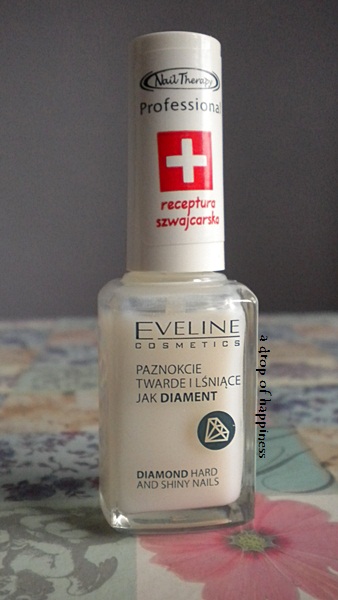 Nail Therapy
Professional
receptura
szwajcarska
EVELINE
COSMETICS
PAZNOKCIE
TWARDE I LŚNIĄCE
JAK DIAMENT
DIAMOND HARD
AND SHINY NAILS
a drop of happiness